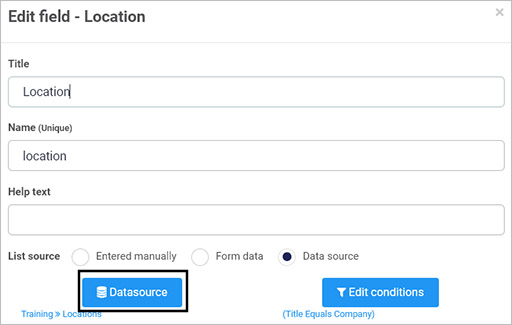 Edit field - Location
×
Title
Location
Name (Unique)
location
Help text
List source Entered manually Form data Data source
Datasource Edit conditions
Training » Locations (Title Equals Company)